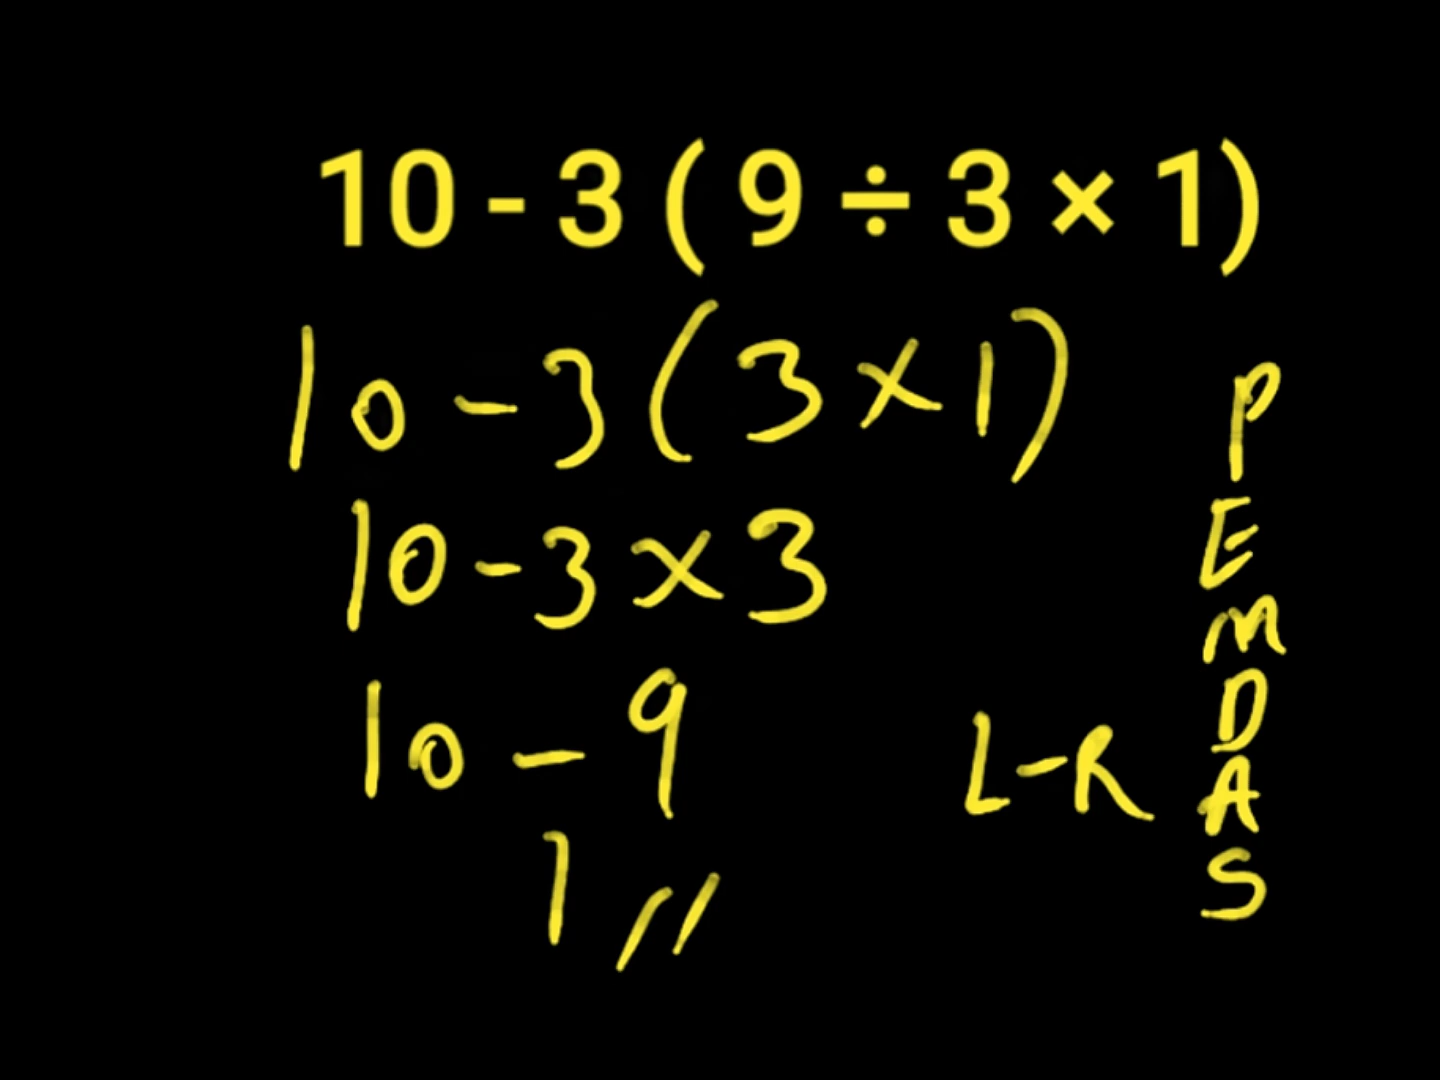 10 - 3 ( 9 ÷ 3 × 1)
10 - 3 ( 3 × 1)
10 - 3 × 3
10 - 9
1 //
L-R
P
E
M
D
A
S